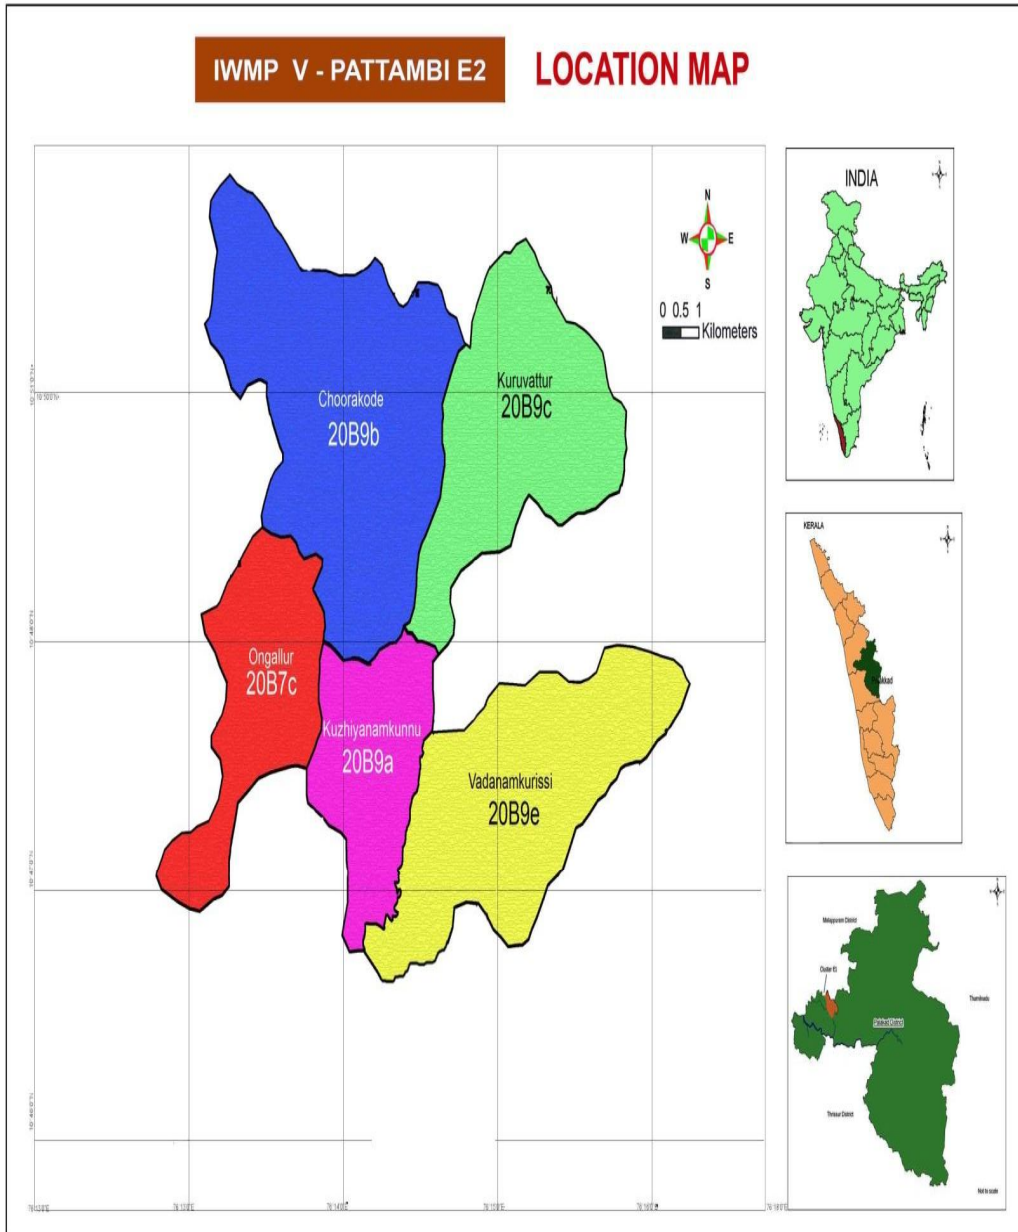 IWMP V - PATTAMBI E2
LOCATION MAP
N
W E
S
0 0.5 1
Kilometers
Choorakode
20B9b
Kuruvattur
20B9c
Ongallur
20B7c
Kuzhiyanamkunnu
20B9a
Vadanamkurissi
20B9e
INDIA
KERALA
Malappuram District
Cluster E1
Thamilnadu
Palakkad District
Thrissur District
Not to scale